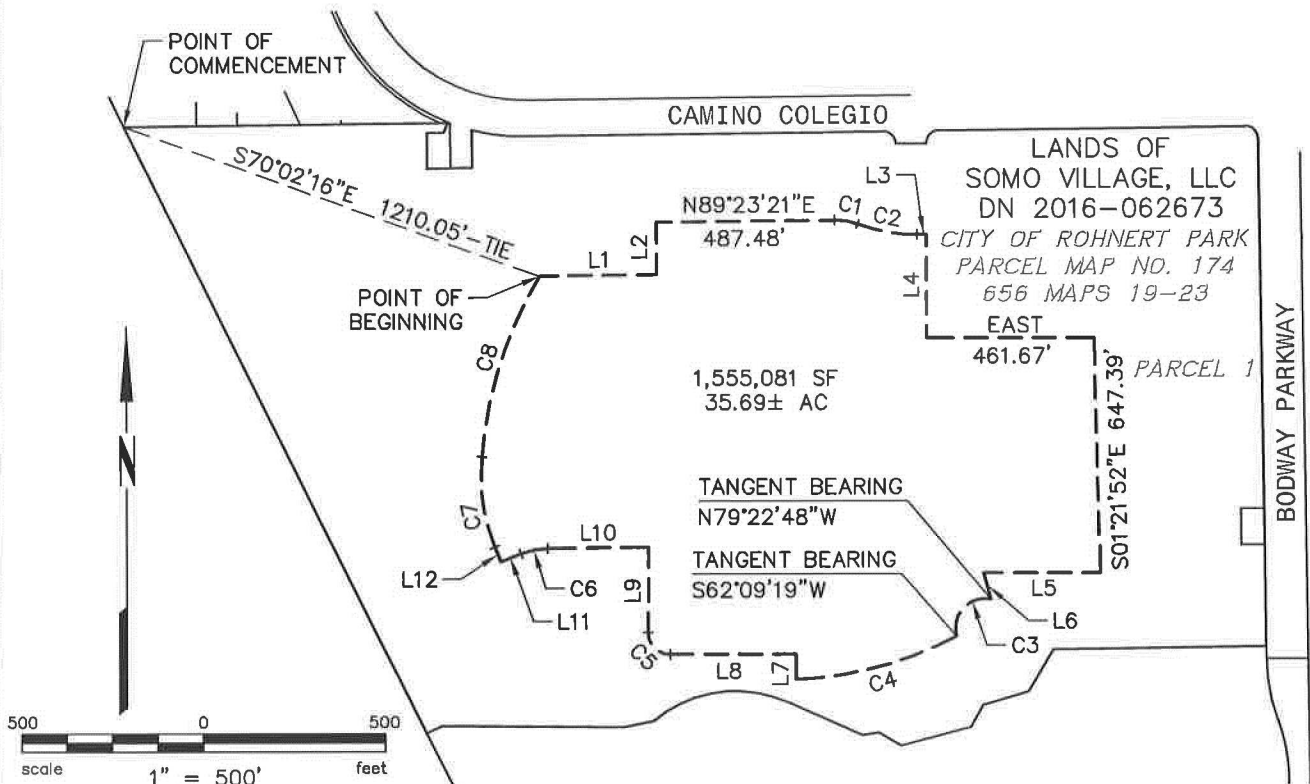 POINT OF
COMMENCEMENT
CAMINO COLEGIO
S70°02'16"E 1210.05'-TIE
LANDS OF
SOMO VILLAGE, LLC
DN 2016-062673
CITY OF ROHNERT PARK
PARCEL MAP NO. 174
656 MAPS 19-23
L3
N89°23'21"E
487.48'
C1
C2
L2
L1
L4
POINT OF
BEGINNING
EAST
461.67'
C8
1,555,081 SF
35.69± AC
S01°21'52"E 647.39'
PARCEL 1
BODWAY PARKWAY
N
TANGENT BEARING
N79°22'48"W
C7
L10
TANGENT BEARING
S62°09'19"W
L12
C6
L9
L5
L11
L6
C3
C5
L8
L7
C4
500 0 500
scale feet
1" = 500'